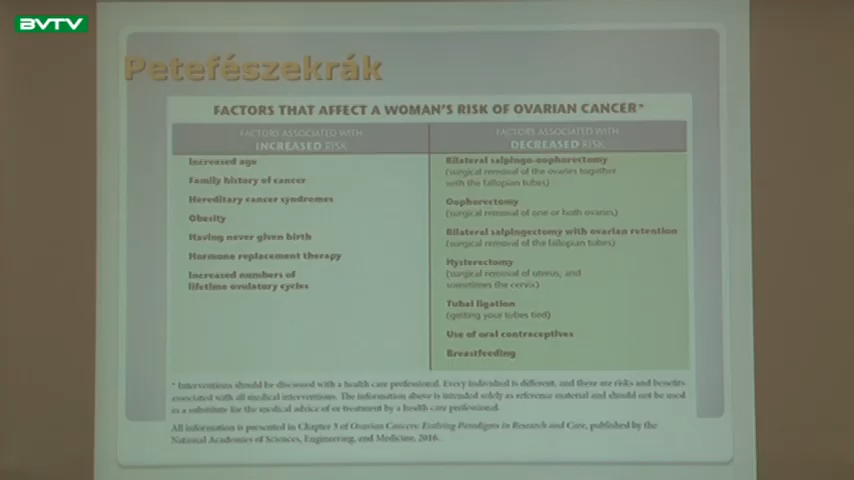 BVTV
Petefészekrák
FACTORS THAT AFFECT A WOMAN'S RISK OF OVARIAN CANCER*
FACTORS ASSOCIATED WITH
INCREASED RISK
Increased age
Family history of cancer
Hereditary cancer syndromes
Obesity
Having never given birth
Hormone replacement therapy
Increased numbers of
lifetime ovulatory cycles
FACTORS ASSOCIATED WITH
DECREASED RISK
Bilateral salpingo-oophorectomy
(surgical removal of the ovaries together
with the fallopian tubes)
Oophorectomy
(surgical removal of one or both ovaries)
Bilateral salpingectomy with ovarian retention
(surgical removal of the fallopian tubes)
Hysterectomy
(surgical removal of uterus, and
sometimes the cervix)
Tubal ligation
(getting your tubes tied)
Use of oral contraceptives
Breastfeeding
* Interventions should be discussed with a health care professional. Every individual is different, and there are risks and benefits
associated with all medical interventions. The information above is intended solely as reference material and should not be used
as a substitute for the medical advice of or treatment by a health care professional.
All information is presented in Chapter 3 of Ovarian Cancers: Evolving Paradigms in Research and Care, published by the
National Academies of Sciences, Engineering, and Medicine, 2016.